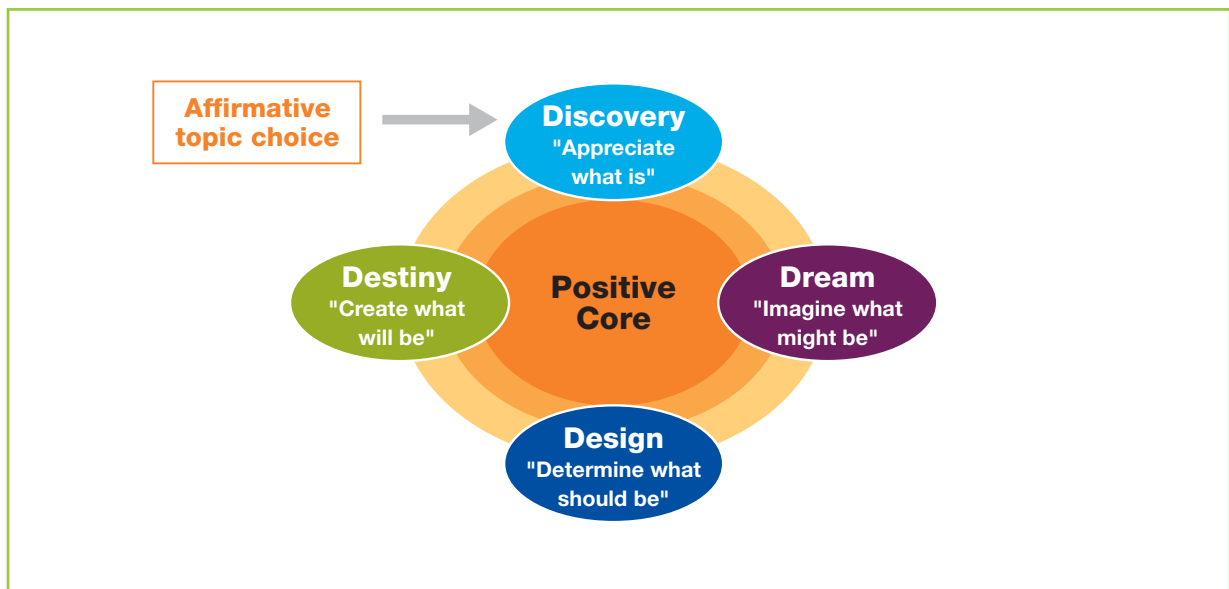 Affirmative
topic choice
Discovery
"Appreciate
what is"
Destiny
"Create what
will be"
Positive
Core
Dream
"Imagine what
might be"
Design
"Determine what
should be"